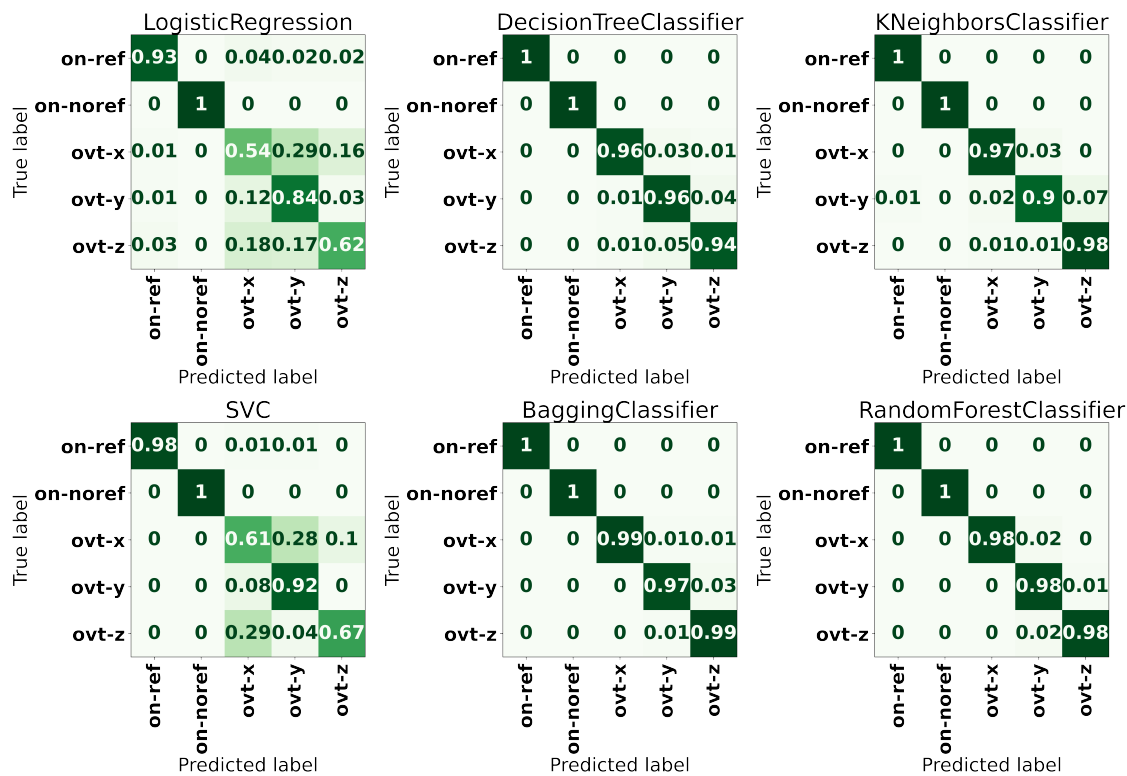 LogisticRegression
on-ref 0.93 0 0.04 0.02 0.02
on-noref 0 1 0 0 0
ovt-x 0.01 0 0.54 0.29 0.16
ovt-y 0.01 0 0.12 0.84 0.03
ovt-z 0.03 0 0.18 0.17 0.62
True label
on-ref on-noref ovt-x ovt-y ovt-z
Predicted label
DecisionTreeClassifier
on-ref 1 0 0 0 0
on-noref 0 1 0 0 0
ovt-x 0 0 0.96 0.03 0.01
ovt-y 0 0 0.01 0.96 0.04
ovt-z 0 0 0.01 0.05 0.94
True label
on-ref on-noref ovt-x ovt-y ovt-z
Predicted label
KNeighborsClassifier
on-ref 1 0 0 0 0
on-noref 0 1 0 0 0
ovt-x 0 0 0.97 0.03 0
ovt-y 0.01 0 0.02 0.9 0.07
ovt-z 0 0 0.01 0.01 0.98
True label
on-ref on-noref ovt-x ovt-y ovt-z
Predicted label
SVC
on-ref 0.98 0 0.01 0.01 0
on-noref 0 1 0 0 0
ovt-x 0 0 0.61 0.28 0.1
ovt-y 0 0 0.08 0.92 0
ovt-z 0 0 0.29 0.04 0.67
True label
on-ref on-noref ovt-x ovt-y ovt-z
Predicted label
BaggingClassifier
on-ref 1 0 0 0 0
on-noref 0 1 0 0 0
ovt-x 0 0 0.99 0.01 0.01
ovt-y 0 0 0 0.97 0.03
ovt-z 0 0 0 0.01 0.99
True label
on-ref on-noref ovt-x ovt-y ovt-z
Predicted label
RandomForestClassifier
on-ref 1 0 0 0 0
on-noref 0 1 0 0 0
ovt-x 0 0 0.98 0.02 0
ovt-y 0 0 0 0.98 0.01
ovt-z 0 0 0 0.02 0.98
True label
on-ref on-noref ovt-x ovt-y ovt-z
Predicted label